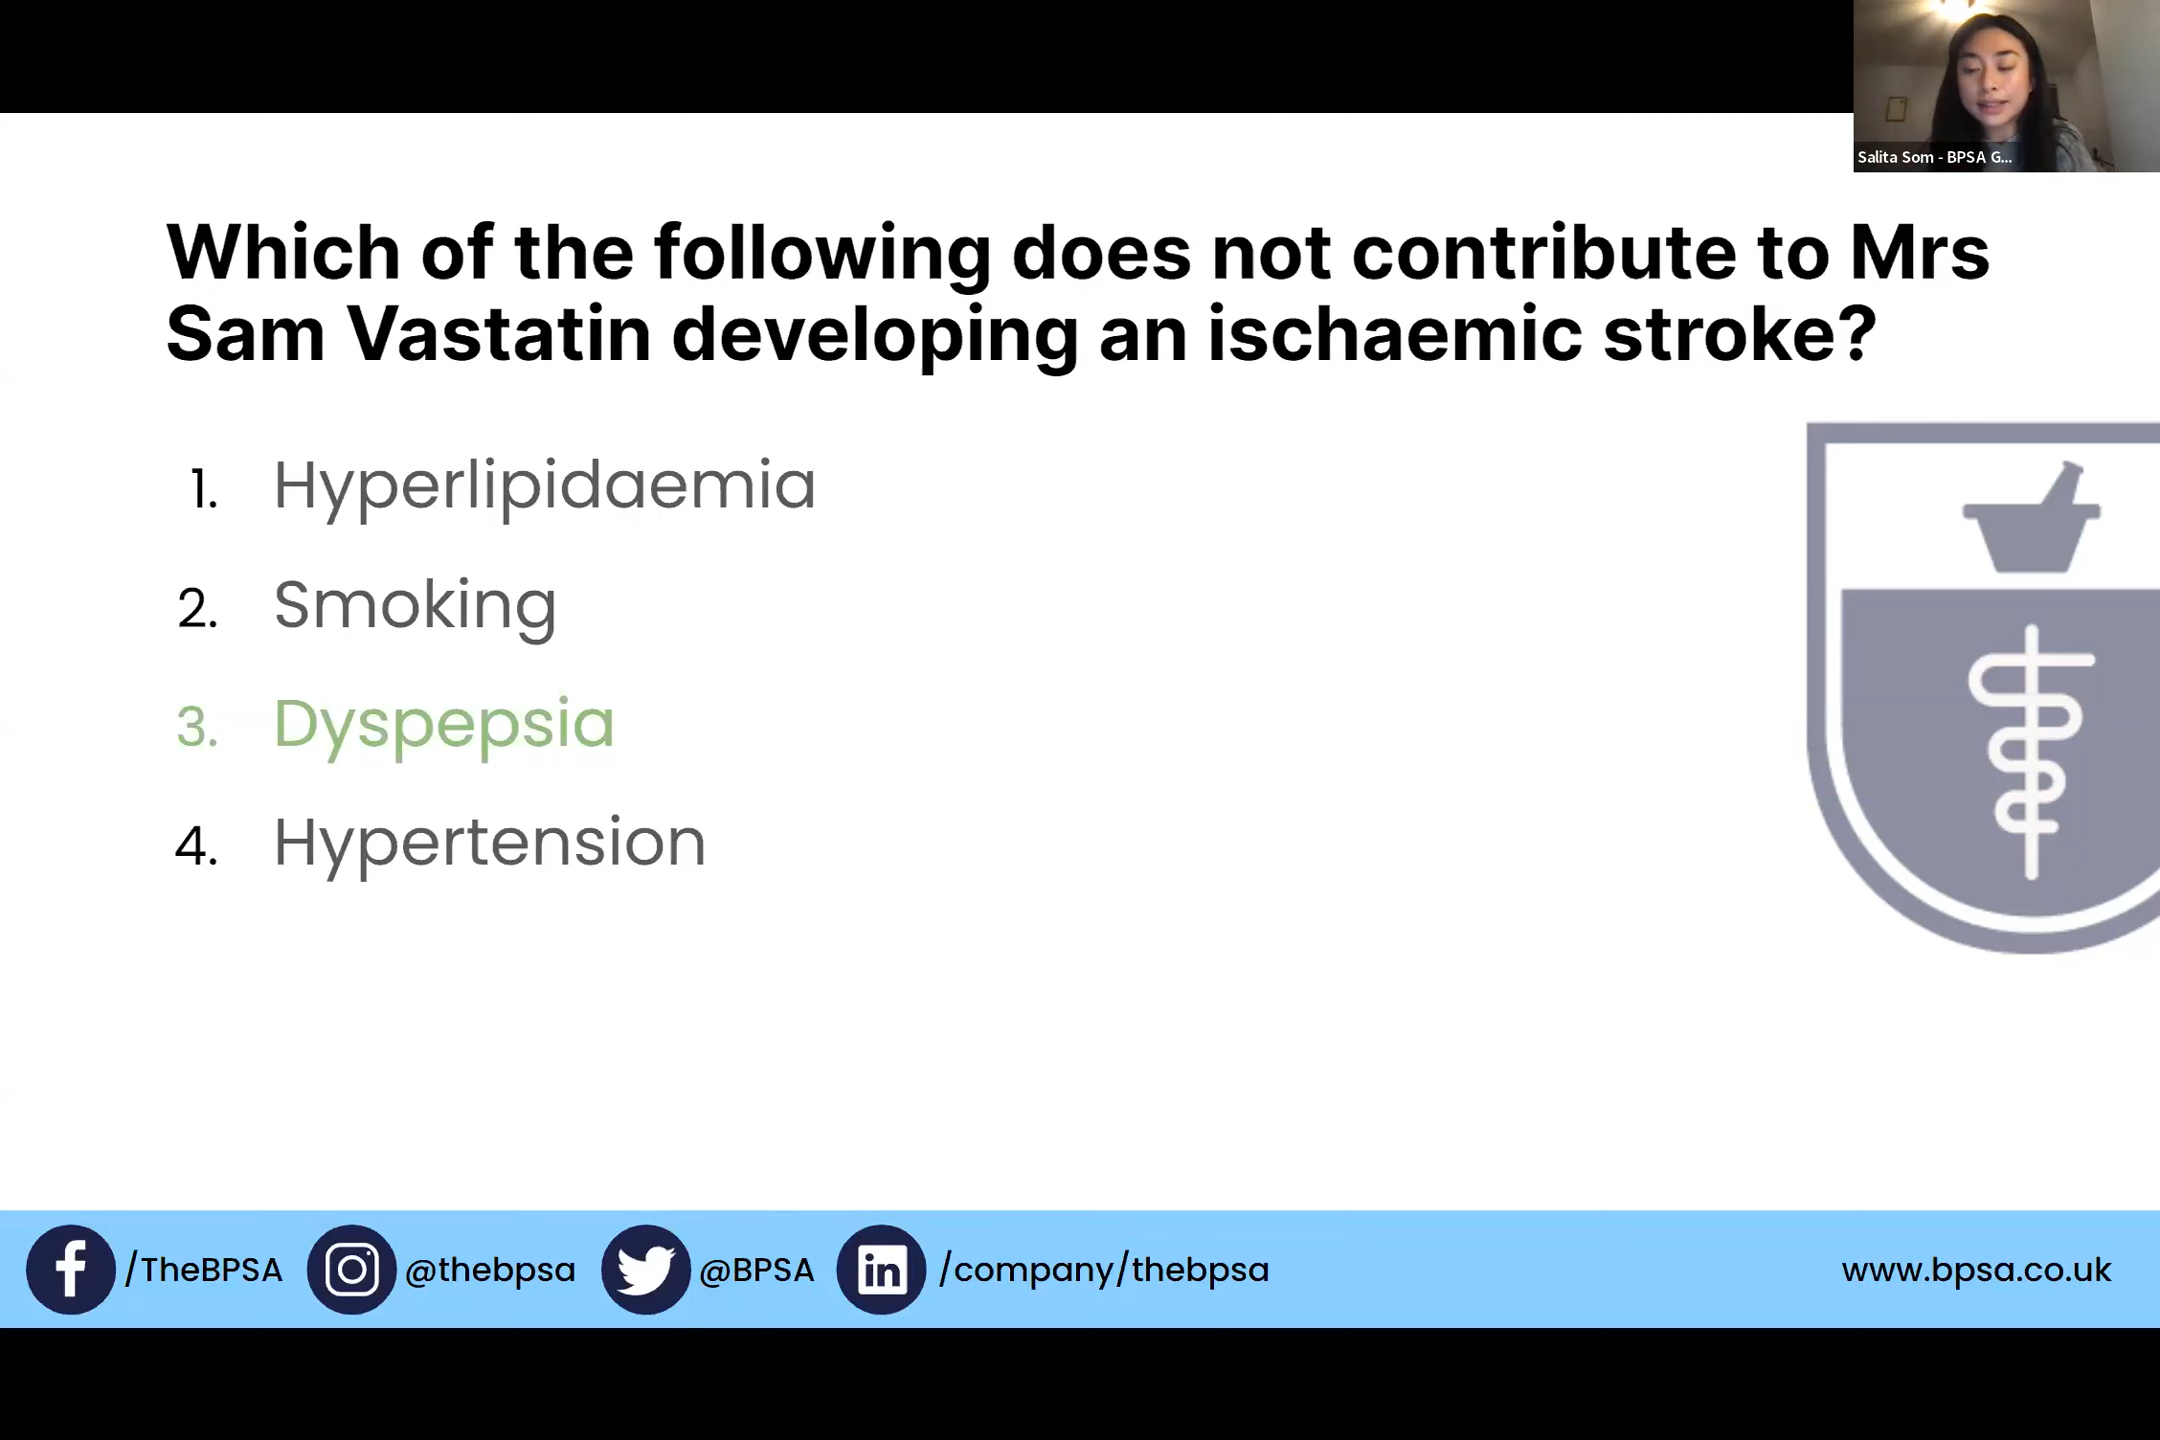 Salita Som - BPSA G...
Which of the following does not contribute to Mrs
Sam Vastatin developing an ischaemic stroke?
1. Hyperlipidaemia
2. Smoking
3. Dyspepsia
4. Hypertension
/TheBPSA @thebpsa @BPSA /company/thebpsa www.bpsa.co.uk